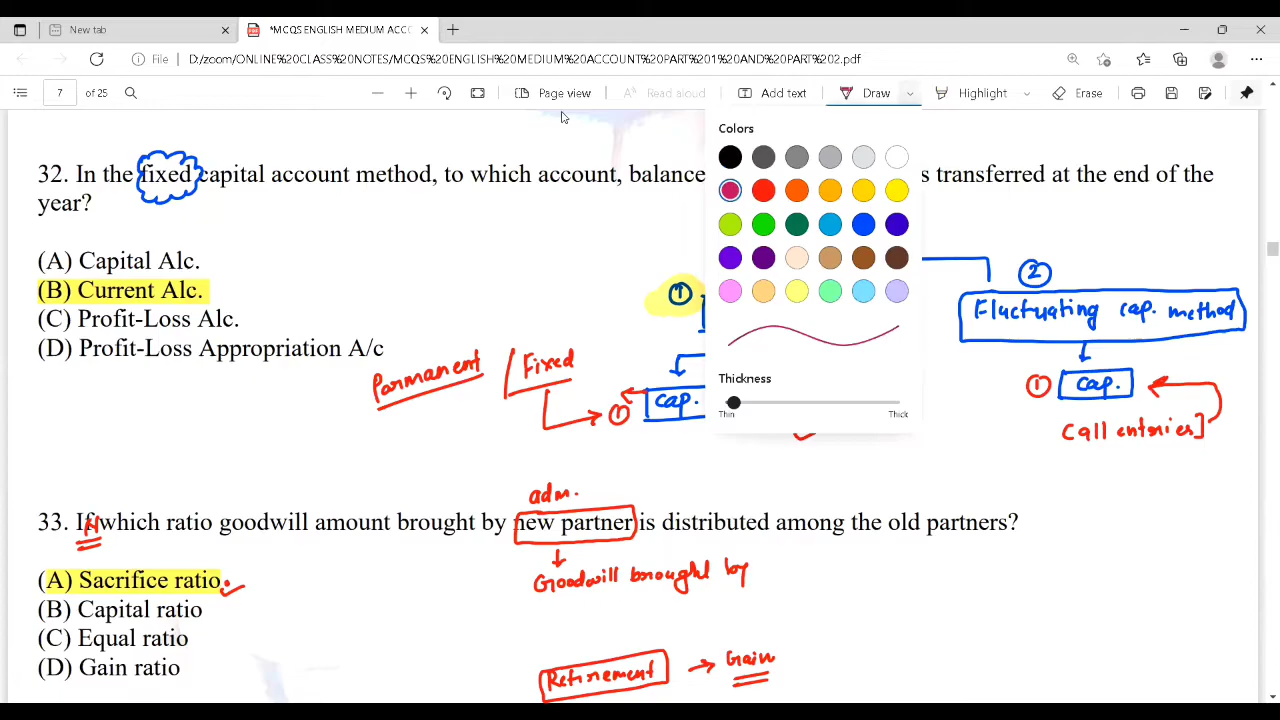 New tab
*MCQS ENGLISH MEDIUM ACCO
File D:/zoom/ONLINE%20CLASS%20NOTES/MCQS%20ENGLISH%20MEDIUM%20ACCOUNT%20PART%201%20AND%20PART%202.pdf
7 of 25 Page view Read aloud Add text Draw Highlight Erase
Colors
Thickness
Thin Thick
32. In the fixed capital account method, to which account, balance s transferred at the end of the
year?
(A) Capital Alc.
(B) Current Alc.
(C) Profit-Loss Alc.
(D) Profit-Loss Appropriation A/c
1
2
Fluctuating cap. method
Parmanent / Fixed
1 cap.
1 cap.
Call entries]
adm.
33. If which ratio goodwill amount brought by new partner is distributed among the old partners?
(A) Sacrifice ratio.
Goodwill brought by
(B) Capital ratio
(C) Equal ratio
(D) Gain ratio
Retirement → Gain